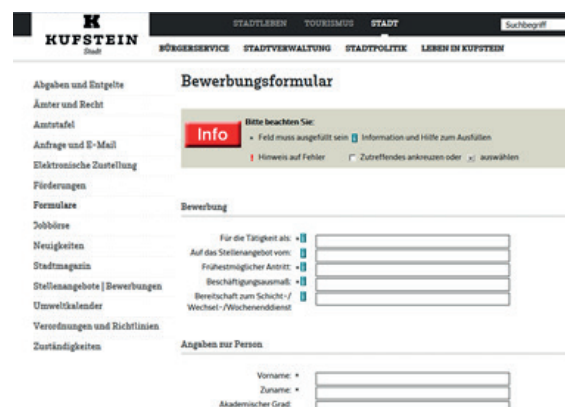 K
KUFSTEIN
Stadt
STADTLEBEN TOURISMUS STADT
Suchbegriff
BÜRGERSERVICE STADTVERWALTUNG STADTPOLITIK LEBEN IN KUFSTEIN
Abgaben und Entgelte
Ämter und Recht
Amtstafel
Anfrage und E-Mail
Elektronische Zustellung
Förderungen
Formulare
Jobbörse
Neuigkeiten
Stadtmagazin
Stellenangebote | Bewerbungen
Umweltkalender
Verordnungen und Richtlinien
Zuständigkeiten
Bewerbungsformular
Info
Bitte beachten Sie:
* Feld muss ausgefüllt sein i Information und Hilfe zum Ausfüllen
! Hinweis auf Fehler Zutreffendes ankreuzen oder x auswählen
Bewerbung
Für die Tätigkeit als: * i
Auf das Stellenangebot vom: i
Frühestmöglicher Antritt: * i
Beschäftigungsausmaß: * i
Bereitschaft zum Schicht-/ i
Wechsel-/Wochenenddienst
Angaben zur Person
Vorname: *
Zuname: *
Akademischer Grad: